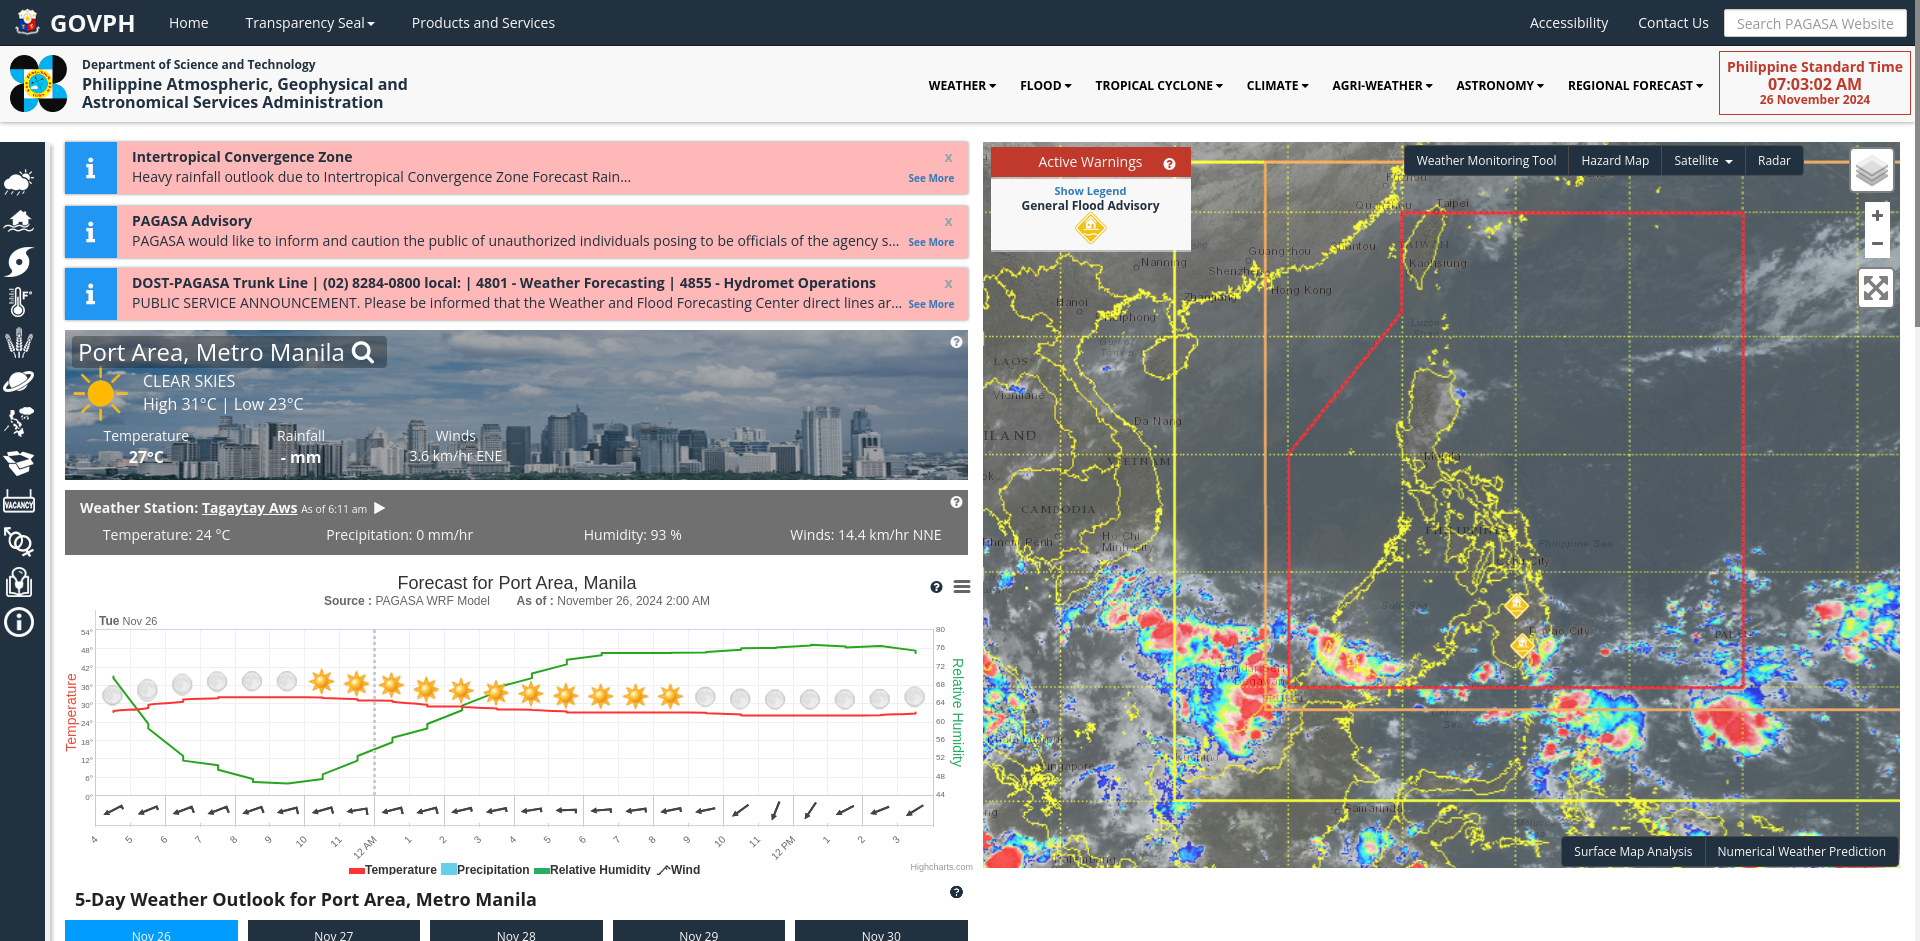 GOVPH
Home
Transparency Seal
Products and Services
Accessibility
Contact Us
Search PAGASA Website
Department of Science and Technology
Philippine Atmospheric, Geophysical and
Astronomical Services Administration
WEATHER
FLOOD
TROPICAL CYCLONE
CLIMATE
AGRI-WEATHER
ASTRONOMY
REGIONAL FORECAST
Philippine Standard Time
07:03:02 AM
26 November 2024
VACANCY
Intertropical Convergence Zone
x
Heavy rainfall outlook due to Intertropical Convergence Zone Forecast Rain...
See More
PAGASA Advisory
x
PAGASA would like to inform and caution the public of unauthorized individuals posing to be officials of the agency s...
See More
DOST-PAGASA Trunk Line | (02) 8284-0800 local: | 4801 - Weather Forecasting | 4855 - Hydromet Operations
x
PUBLIC SERVICE ANNOUNCEMENT. Please be informed that the Weather and Flood Forecasting Center direct lines ar...
See More
Port Area, Metro Manila
CLEAR SKIES
High 31°C | Low 23°C
Temperature
Rainfall
Winds
27°C
- mm
3.6 km/hr ENE
Weather Station: Tagaytay Aws As of 6:11 am
Temperature: 24 °C
Precipitation: 0 mm/hr
Humidity: 93 %
Winds: 14.4 km/hr NNE
Forecast for Port Area, Manila
Source : PAGASA WRF Model As of : November 26, 2024 2:00 AM
Tue Nov 26
Temperature
54°
48°
42°
36°
30°
24°
18°
12°
6°
0°
80
76
72
68
64
60
56
52
48
44
Relative Humidity
4 5 6 7 8 9 10 11 12 AM 1 2 3 4 5 6 7 8 9 10 11 12 PM 1 2 3
Temperature Precipitation Relative Humidity Wind
Highcharts.com
5-Day Weather Outlook for Port Area, Metro Manila
Nov 26
Nov 27
Nov 28
Nov 29
Nov 30
Active Warnings
Show Legend
General Flood Advisory
Weather Monitoring Tool
Hazard Map
Satellite
Radar
+
−
Taipei
TAIWAN
Kaohsiung
Shantou
Guangzhou
Shenzhen
Hong Kong
Nanning
Zhanjiang
Hanoi
Haiphong
LAOS
Vientiane
Da Nang
VIETNAM
CAMBODIA
Ho Chi
Minh City
Luzon
Manila
Philippine Sea
Davao City
Samarinda
Surface Map Analysis
Numerical Weather Prediction